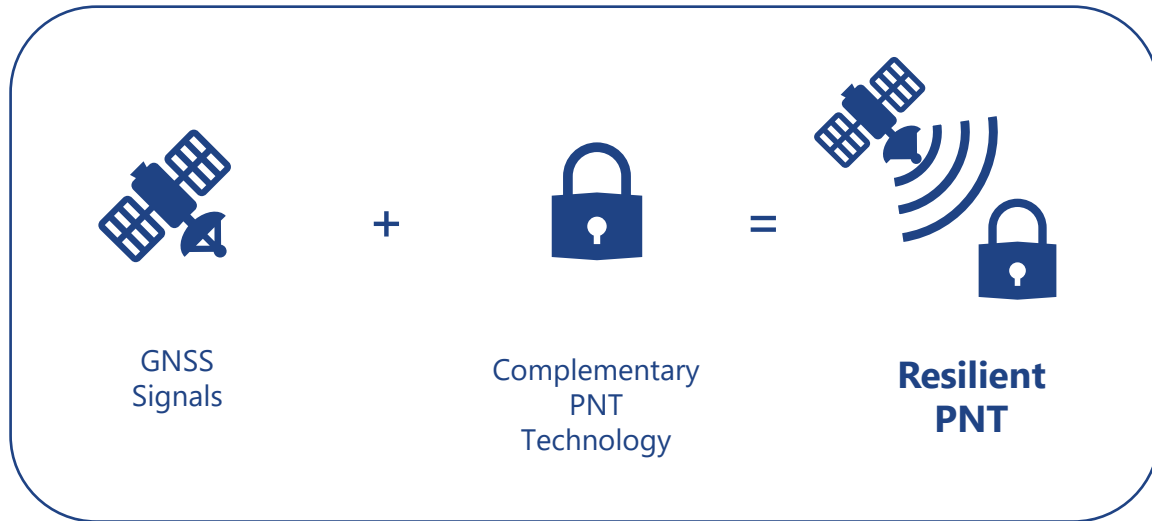 +
=
GNSS
Signals
Complementary
PNT
Technology
Resilient
PNT